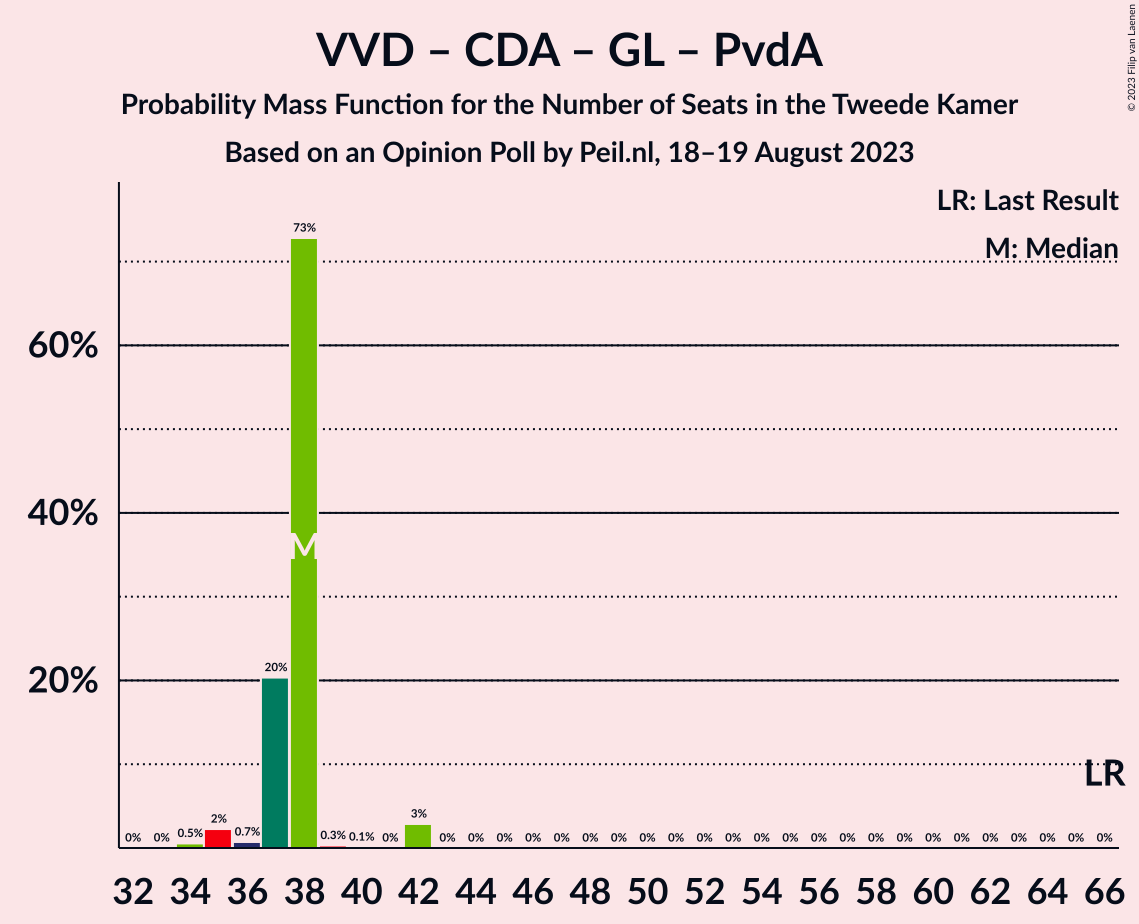 VVD – CDA – GL – PvdA
Probability Mass Function for the Number of Seats in the Tweede Kamer
Based on an Opinion Poll by Peil.nl, 18–19 August 2023
© 2023 Filip van Laenen
LR: Last Result
M: Median
73%
60%
40%
M
20%
20%
LR
0% 0% 0.5% 2% 0.7% 0.3% 0.1% 0% 3% 0% 0% 0% 0% 0% 0% 0% 0% 0% 0% 0% 0% 0% 0% 0% 0% 0% 0% 0% 0% 0% 0% 0% 0%
32 34 36 38 40 42 44 46 48 50 52 54 56 58 60 62 64 66